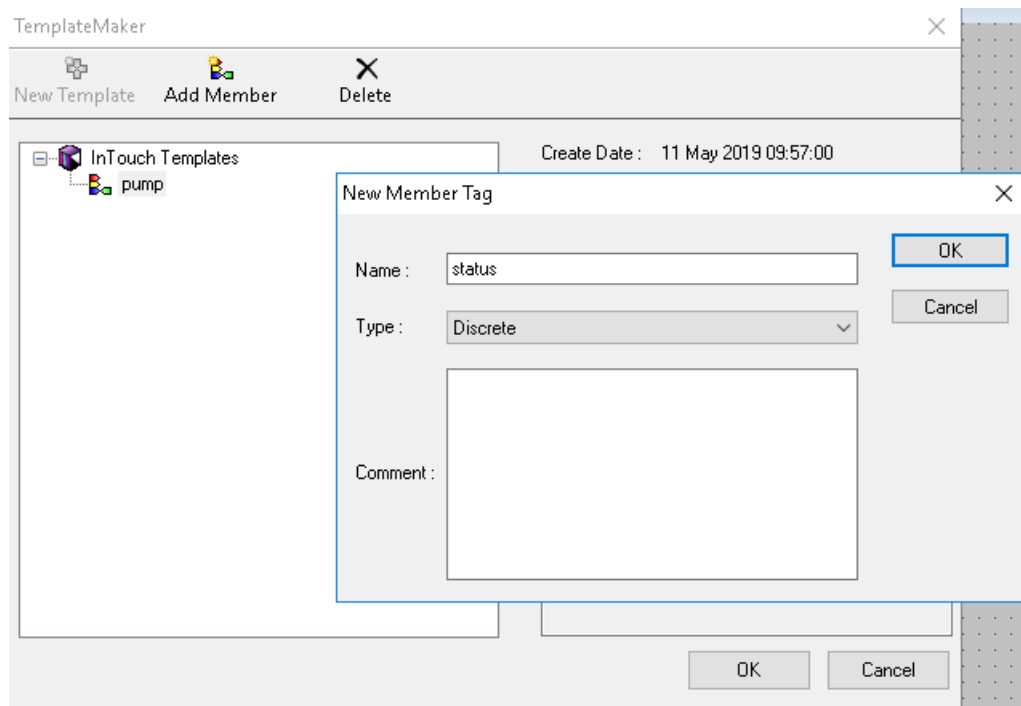 TemplateMaker
New Template Add Member Delete
InTouch Templates
pump
Create Date : 11 May 2019 09:57:00
New Member Tag
Name : status
OK
Type : Discrete
Cancel
Comment :
OK Cancel